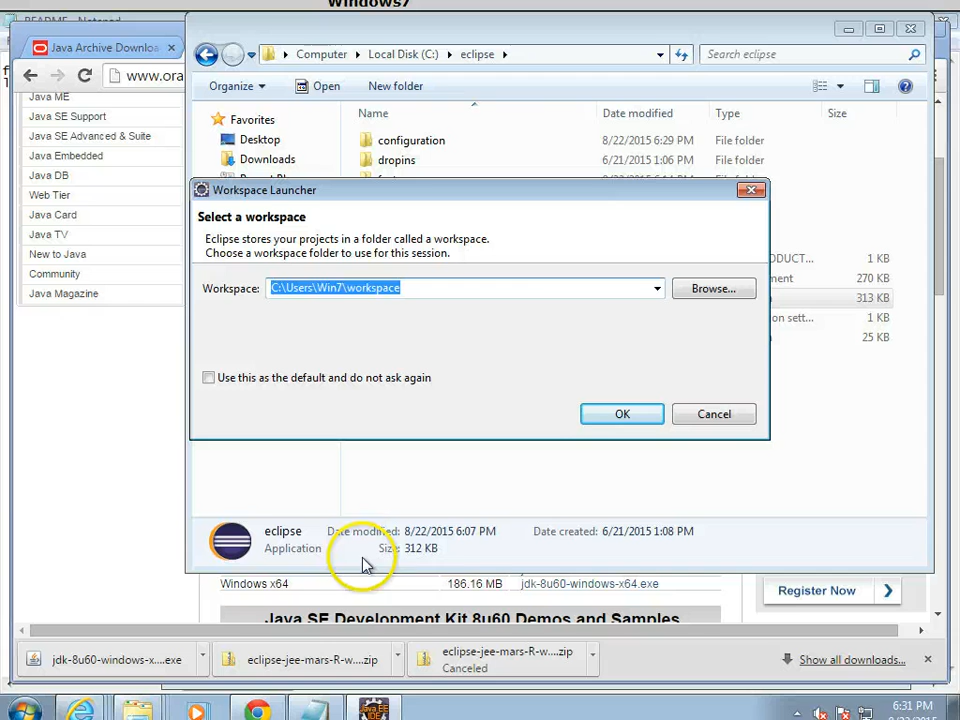 Windows7
README - Notepad
Java Archive Downloa
www.ora
Java ME
Java SE Support
Java SE Advanced & Suite
Java Embedded
Java DB
Web Tier
Java Card
Java TV
New to Java
Community
Java Magazine
Computer
Local Disk (C:)
eclipse
Search eclipse
Organize
Open
New folder
Favorites
Desktop
Downloads
Name
Date modified
Type
Size
configuration
8/22/2015 6:29 PM
File folder
dropins
6/21/2015 1:06 PM
File folder
Workspace Launcher
Select a workspace
Eclipse stores your projects in a folder called a workspace.
Choose a workspace folder to use for this session.
Workspace:
C:\Users\Win7\workspace
Browse...
Use this as the default and do not ask again
OK
Cancel
RODUCT...
1 KB
ment
270 KB
313 KB
on sett...
1 KB
25 KB
eclipse
Date modified: 8/22/2015 6:07 PM
Date created: 6/21/2015 1:08 PM
Application
Size: 312 KB
Windows x64
186.16 MB
jdk-8u60-windows-x64.exe
Java SE Development Kit 8u60 Demos and Samples
Register Now
jdk-8u60-windows-x....exe
eclipse-jee-mars-R-w....zip
eclipse-jee-mars-R-w....zip
Canceled
Show all downloads...
Java EE
IDE
6:31 PM